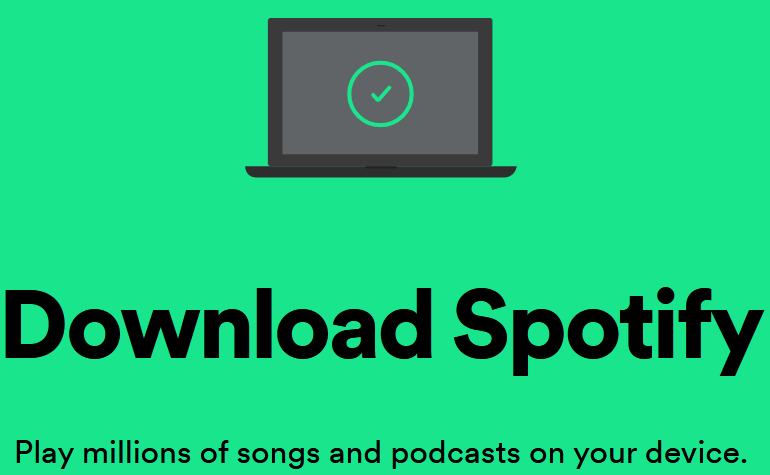 Download Spotify
Play millions of songs and podcasts on your device.